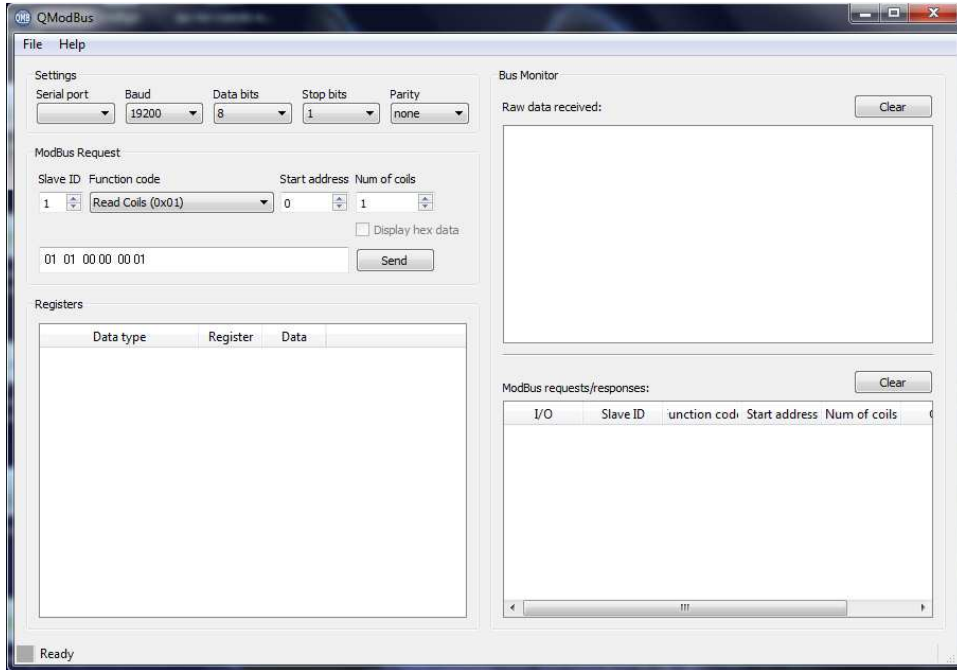 QModBus
File Help
Settings
Serial port Baud Data bits Stop bits Parity
19200 8 1 none
ModBus Request
Slave ID Function code Start address Num of coils
1 Read Coils (0x01) 0 1
Display hex data
01 01 00 00 00 01 Send
Registers
Data type Register Data
Bus Monitor
Raw data received: Clear
ModBus requests/responses: Clear
I/O Slave ID unction code Start address Num of coils
Ready